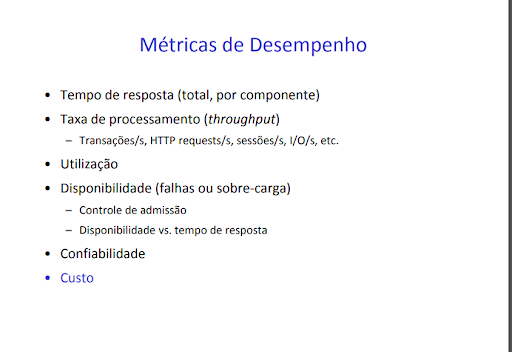 Métricas de Desempenho
• Tempo de resposta (total, por componente)
• Taxa de processamento (throughput)
– Transações/s, HTTP requests/s, sessões/s, I/O/s, etc.
• Utilização
• Disponibilidade (falhas ou sobre-carga)
– Controle de admissão
– Disponibilidade vs. tempo de resposta
• Confiabilidade
• Custo